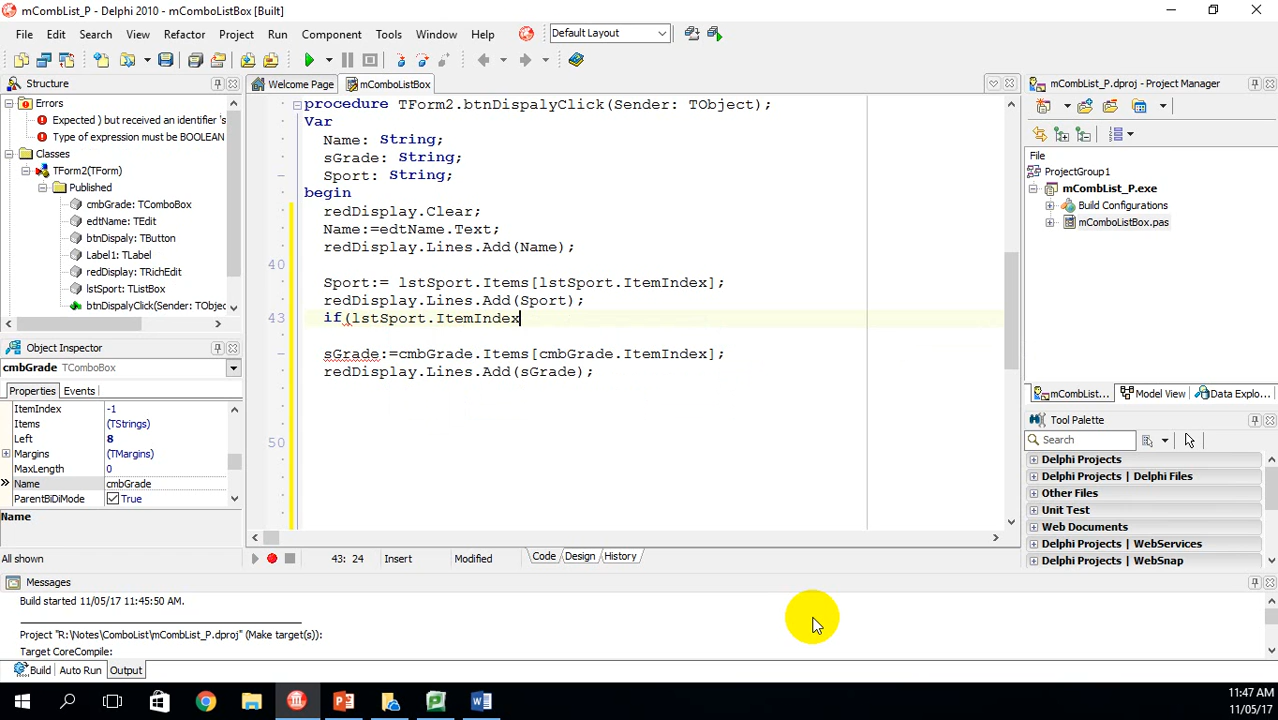 mCombList_P - Delphi 2010 - mComboListBox [Built]
File Edit Search View Refactor Project Run Component Tools Window Help Default Layout
Structure
Errors
Expected ) but received an identifier 's
Type of expression must be BOOLEAN
Classes
TForm2(TForm)
Published
cmbGrade: TComboBox
edtName: TEdit
btnDispaly: TButton
Label1: TLabel
redDisplay: TRichEdit
lstSport: TListBox
btnDispalyClick(Sender: TObjec
Object Inspector
cmbGrade TComboBox
Properties Events
ItemIndex -1
Items (TStrings)
Left 8
Margins (TMargins)
MaxLength 0
Name cmbGrade
ParentBiDiMode True
Name
All shown
Welcome Page mComboListBox
procedure TForm2.btnDispalyClick(Sender: TObject);
Var
Name: String;
sGrade: String;
Sport: String;
begin
redDisplay.Clear;
Name:=edtName.Text;
redDisplay.Lines.Add(Name);
40
Sport:= lstSport.Items[lstSport.ItemIndex];
redDisplay.Lines.Add(Sport);
43 if(lstSport.ItemIndex
sGrade:=cmbGrade.Items[cmbGrade.ItemIndex];
redDisplay.Lines.Add(sGrade);
50
43: 24 Insert Modified Code Design History
mCombList_P.dproj - Project Manager
File
ProjectGroup1
mCombList_P.exe
Build Configurations
mComboListBox.pas
mCombList... Model View Data Explo...
Tool Palette
Search
Delphi Projects
Delphi Projects | Delphi Files
Other Files
Unit Test
Web Documents
Delphi Projects | WebServices
Delphi Projects | WebSnap
Messages
Build started 11/05/17 11:45:50 AM.
Project "R:\Notes\ComboList\mCombList_P.dproj" (Make target(s)):
Target CoreCompile:
Build Auto Run Output
11:47 AM
11/05/17